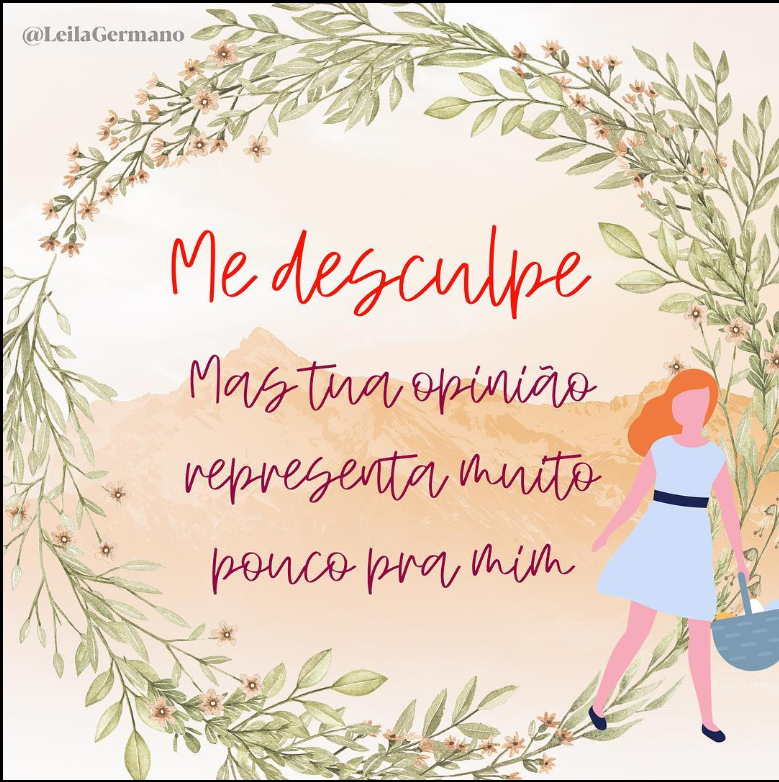 @LeilaGermano
Me desculpe
Mas tua opinião
representa muito
pouco pra mim